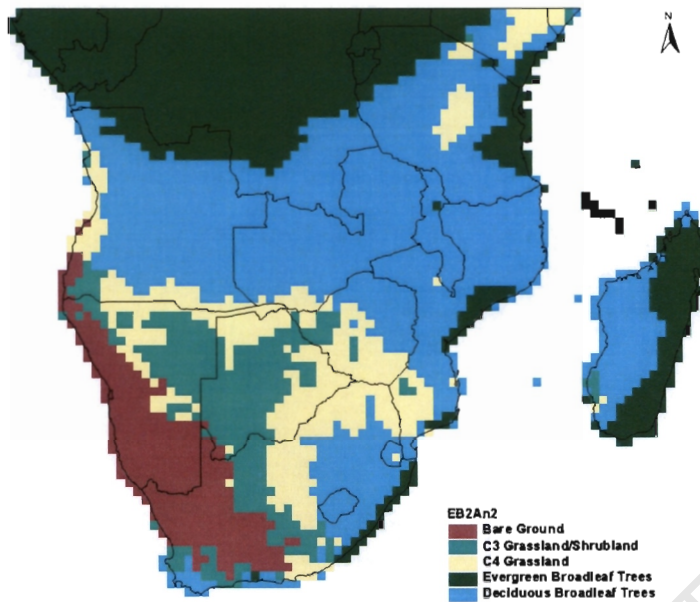 N
EB2An2
Bare Ground
C3 Grassland/Shrubland
C4 Grassland
Evergreen Broadleaf Trees
Deciduous Broadleaf Trees